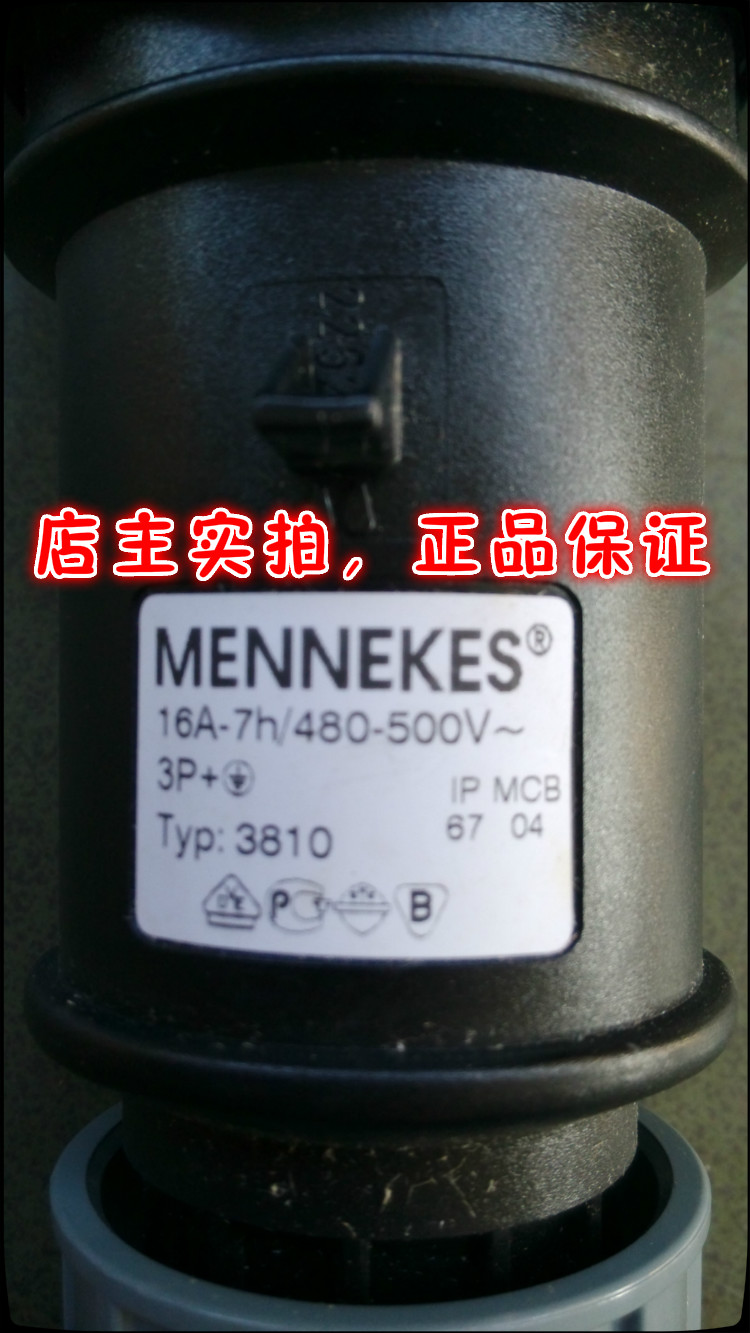 店主实拍，正品保证
MENNEKES®
16A-7h/480-500V~
3P+
IP MCB
67 04
Typ: 3810
B